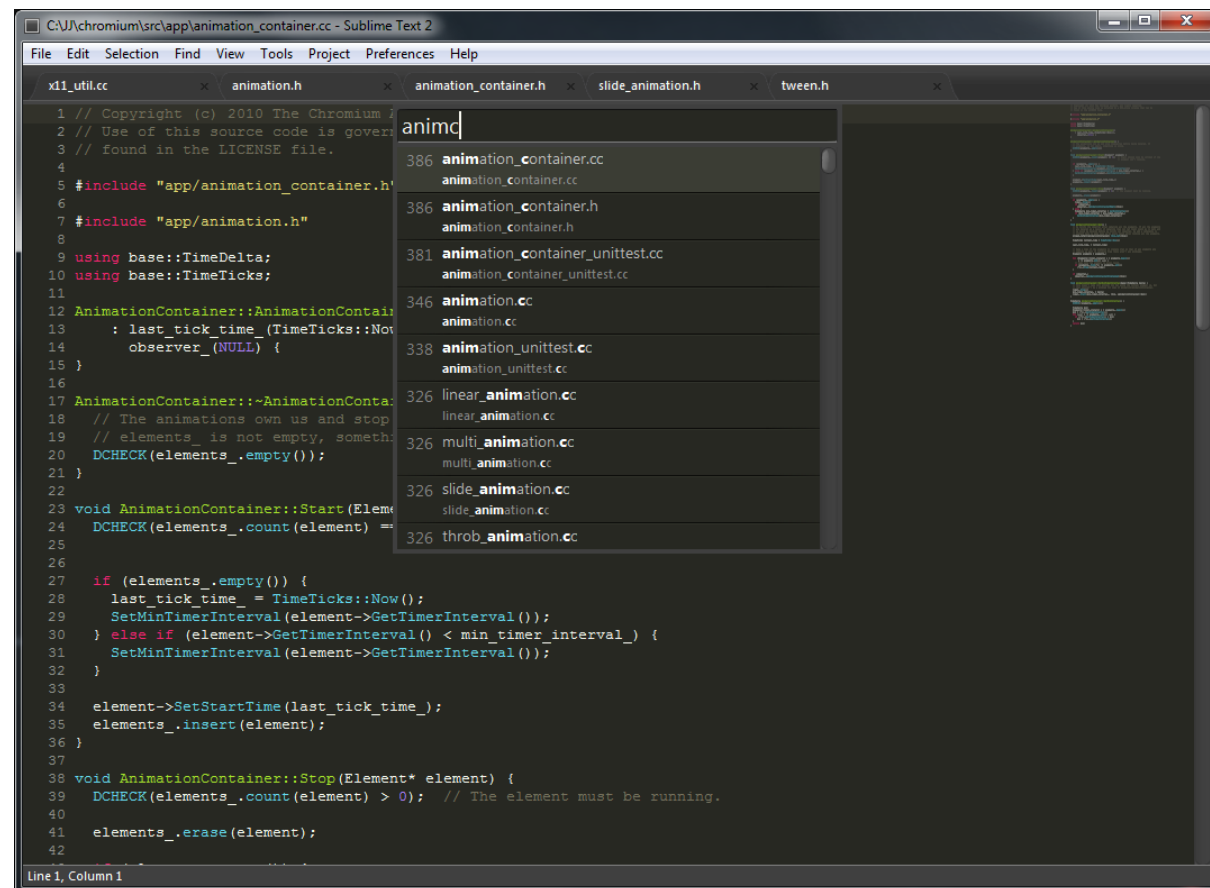 C:\JJ\chromium\src\app\animation_container.cc - Sublime Text 2
File Edit Selection Find View Tools Project Preferences Help
x11_util.cc × animation.h × animation_container.h × slide_animation.h × tween.h ×
animc
386 animation_container.cc
animation_container.cc
386 animation_container.h
animation_container.h
381 animation_container_unittest.cc
animation_container_unittest.cc
346 animation.cc
animation.cc
338 animation_unittest.cc
animation_unittest.cc
326 linear_animation.cc
linear_animation.cc
326 multi_animation.cc
multi_animation.cc
326 slide_animation.cc
slide_animation.cc
326 throb_animation.cc
1 // Copyright (c) 2010 The Chromium
2 // Use of this source code is gover
3 // found in the LICENSE file.
4
5 #include "app/animation_container.h"
6
7 #include "app/animation.h"
8
9 using base::TimeDelta;
10 using base::TimeTicks;
11
12 AnimationContainer::AnimationContai
13     : last_tick_time_(TimeTicks::Now
14       observer_(NULL) {
15 }
16
17 AnimationContainer::~AnimationConta
18   // The animations own us and stop
19   // elements_ is not empty, someth
20   DCHECK(elements_.empty());
21 }
22
23 void AnimationContainer::Start(Eleme
24   DCHECK(elements_.count(element) ==
25
26
27   if (elements_.empty()) {
28     last_tick_time_ = TimeTicks::Now();
29     SetMinTimerInterval(element->GetTimerInterval());
30   } else if (element->GetTimerInterval() < min_timer_interval_) {
31     SetMinTimerInterval(element->GetTimerInterval());
32   }
33
34   element->SetStartTime(last_tick_time_);
35   elements_.insert(element);
36 }
37
38 void AnimationContainer::Stop(Element* element) {
39   DCHECK(elements_.count(element) > 0);  // The element must be running.
40
41   elements_.erase(element);
42
Line 1, Column 1